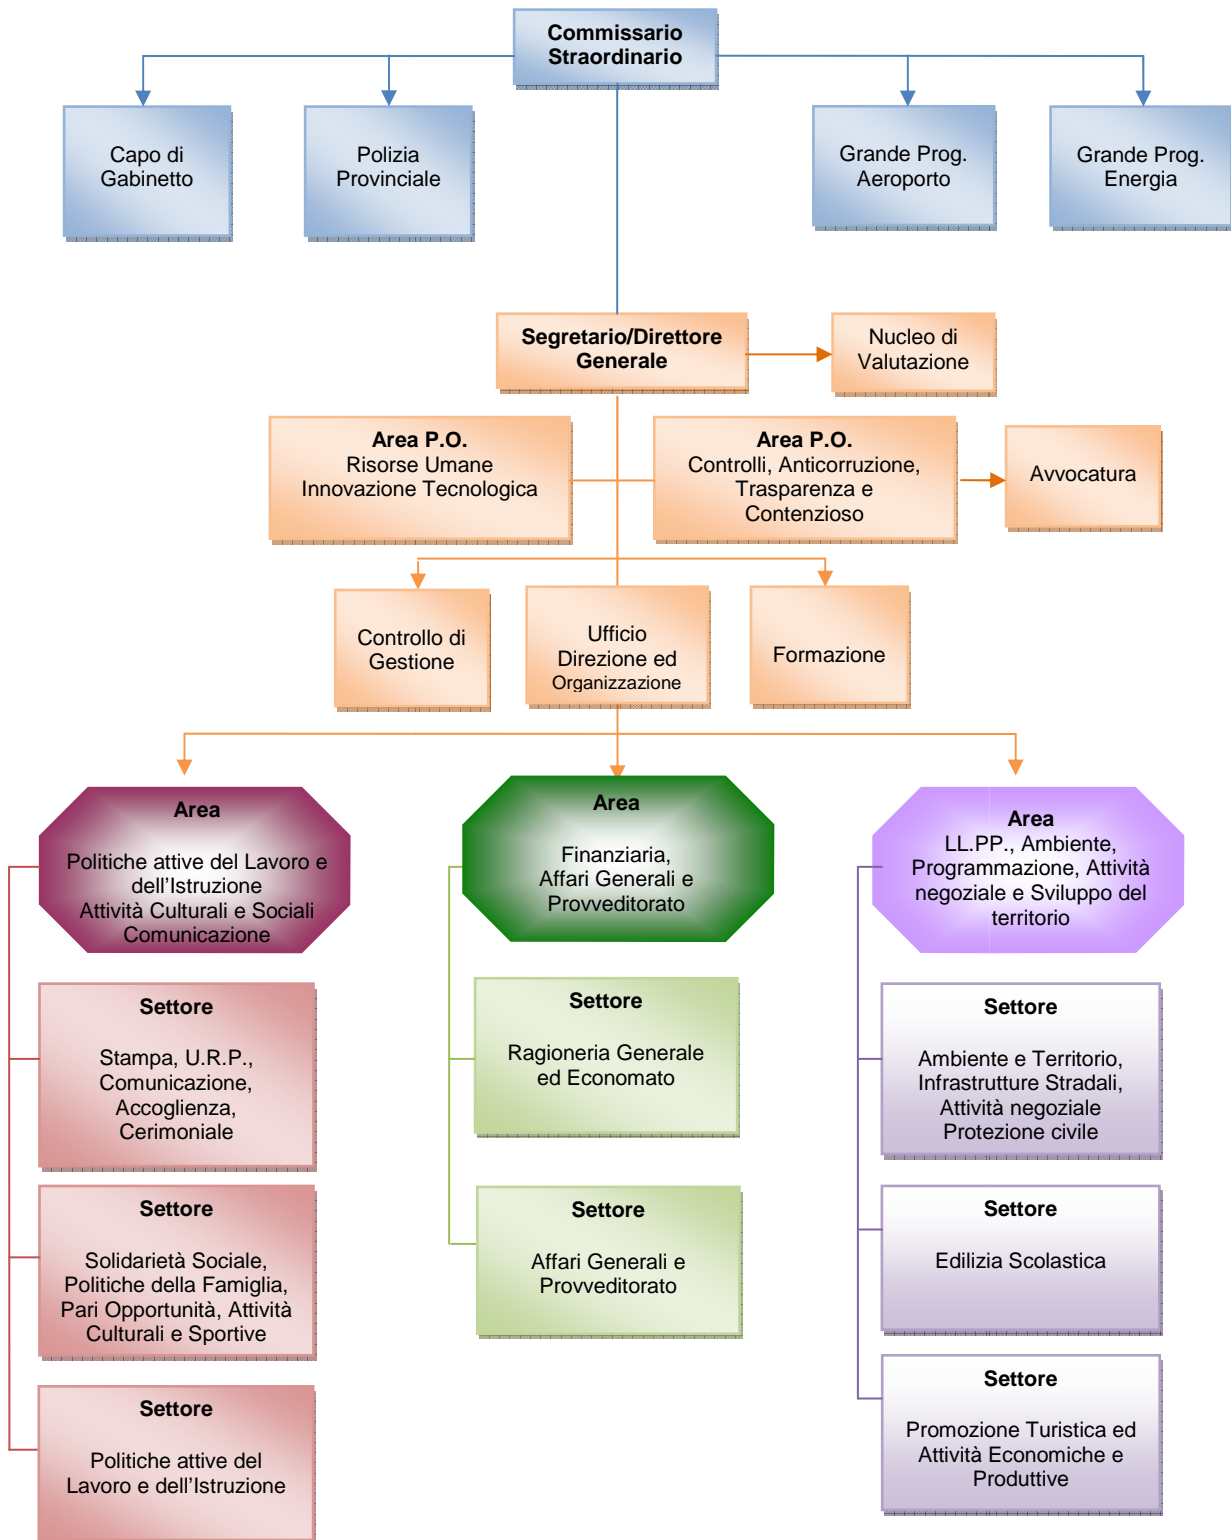 Commissario
Straordinario
Capo di
Gabinetto
Polizia
Provinciale
Grande Prog.
Aeroporto
Grande Prog.
Energia
Segretario/Direttore
Generale
Nucleo di
Valutazione
Area P.O.
Risorse Umane
Innovazione Tecnologica
Area P.O.
Controlli, Anticorruzione,
Trasparenza e
Contenzioso
Avvocatura
Controllo di
Gestione
Ufficio
Direzione ed
Organizzazione
Formazione
Area
Politiche attive del Lavoro e
dell'Istruzione
Attività Culturali e Sociali
Comunicazione
Area
Finanziaria,
Affari Generali e
Provveditorato
Area
LL.PP., Ambiente,
Programmazione, Attività
negoziale e Sviluppo del
territorio
Settore
Stampa, U.R.P.,
Comunicazione,
Accoglienza,
Cerimoniale
Settore
Ragioneria Generale
ed Economato
Settore
Ambiente e Territorio,
Infrastrutture Stradali,
Attività negoziale
Protezione civile
Settore
Solidarietà Sociale,
Politiche della Famiglia,
Pari Opportunità, Attività
Culturali e Sportive
Settore
Affari Generali e
Provveditorato
Settore
Edilizia Scolastica
Settore
Politiche attive del
Lavoro e dell'Istruzione
Settore
Promozione Turistica ed
Attività Economiche e
Produttive